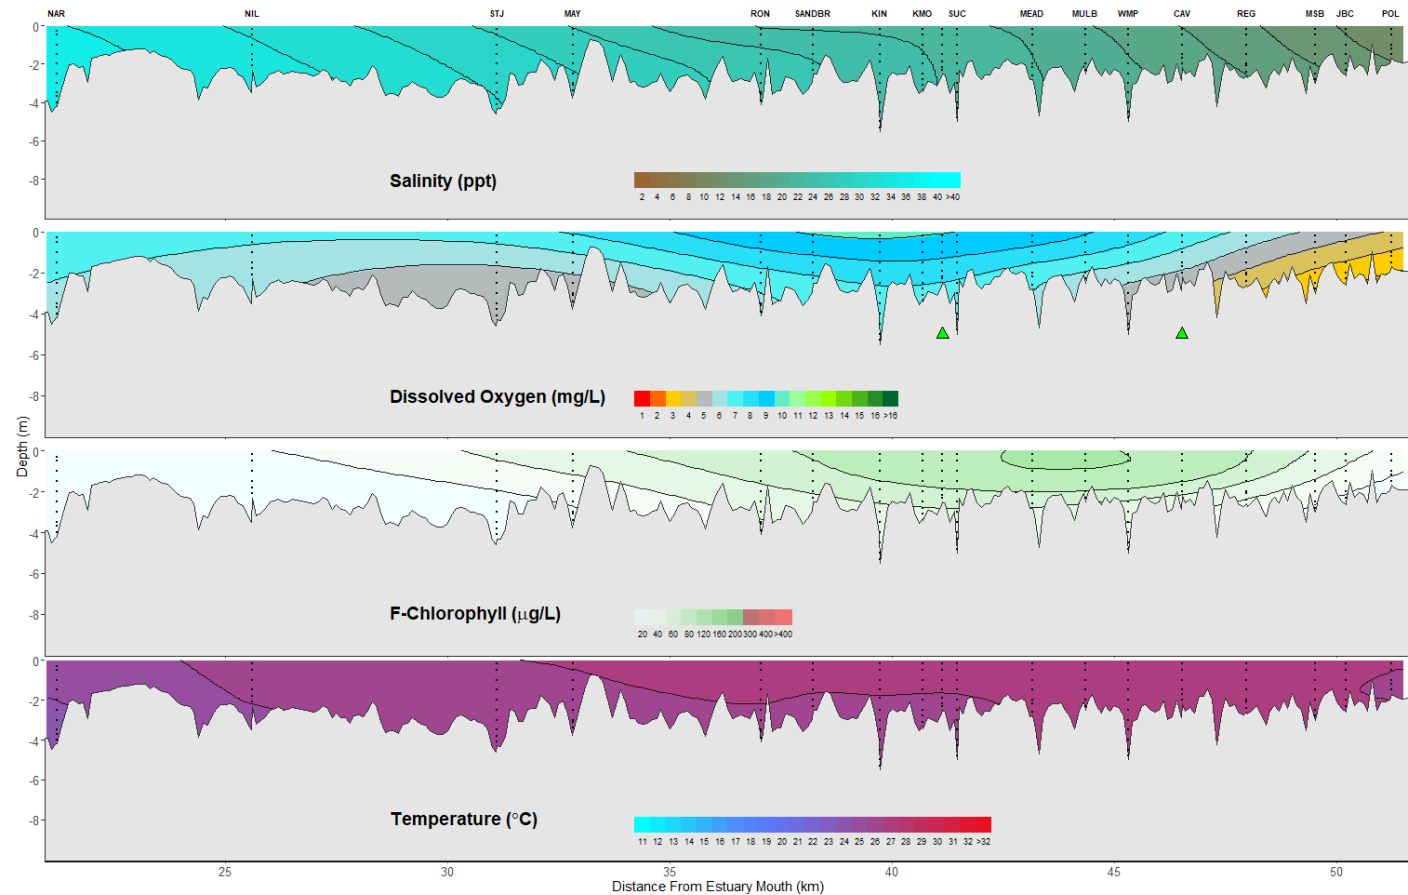 NAR NIL STJ MAY RON SANDBR KIN KMO SUC MEAD MULB WMP CAV REG MSB JBC POL
0
-2
-4
-6
-8
Salinity (ppt)
2 4 6 8 10 12 14 16 18 20 22 24 26 28 30 32 34 36 38 40 >40
0
-2
-4
-6
-8
Dissolved Oxygen (mg/L)
1 2 3 4 5 6 7 8 9 10 11 12 13 14 15 16 >16
Depth (m)
0
-2
-4
-6
-8
F-Chlorophyll (μg/L)
20 40 60 80 120 160 200 300 400 >400
0
-2
-4
-6
-8
Temperature (°C)
11 12 13 14 15 16 17 18 19 20 21 22 23 24 25 26 27 28 29 30 31 32 >32
25 30 35 40 45 50
Distance From Estuary Mouth (km)